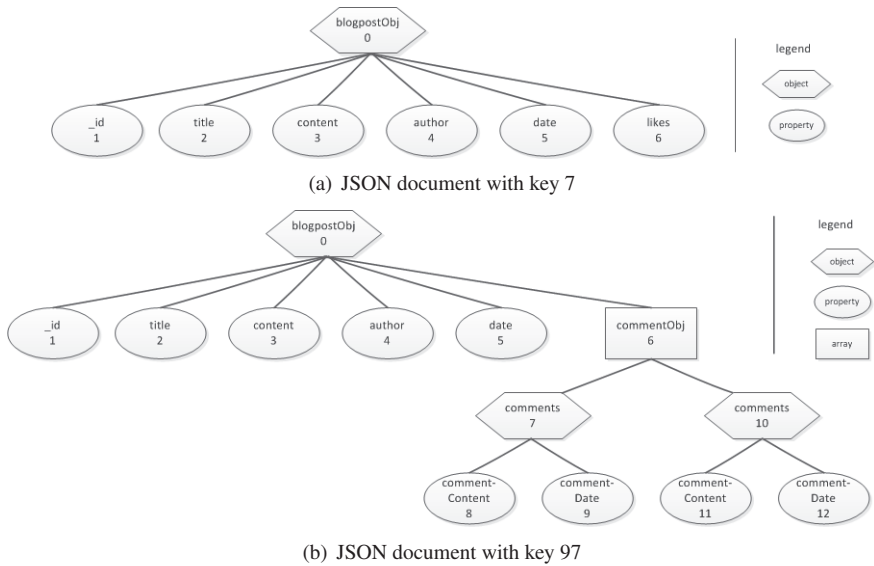 blogpostObj
0
legend
object
property
_id
1
title
2
content
3
author
4
date
5
likes
6
(a) JSON document with key 7
blogpostObj
0
legend
object
property
array
_id
1
title
2
content
3
author
4
date
5
commentObj
6
comments
7
comments
10
comment-
Content
8
comment-
Date
9
comment-
Content
11
comment-
Date
12
(b) JSON document with key 97